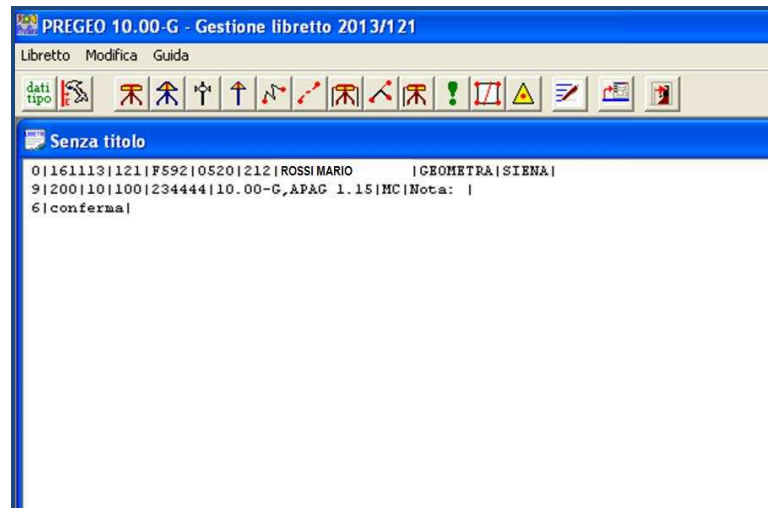 PREGEO 10.00-G - Gestione libretto 2013/121
Libretto Modifica Guida
dati
tipo
Senza titolo
0|161113|121|F592|0520|212|ROSSI MARIO |GEOMETRA|SIENA|
9|200|10|100|234444|10.00-G,APAG 1.15|MC|Nota: |
6|conferma|